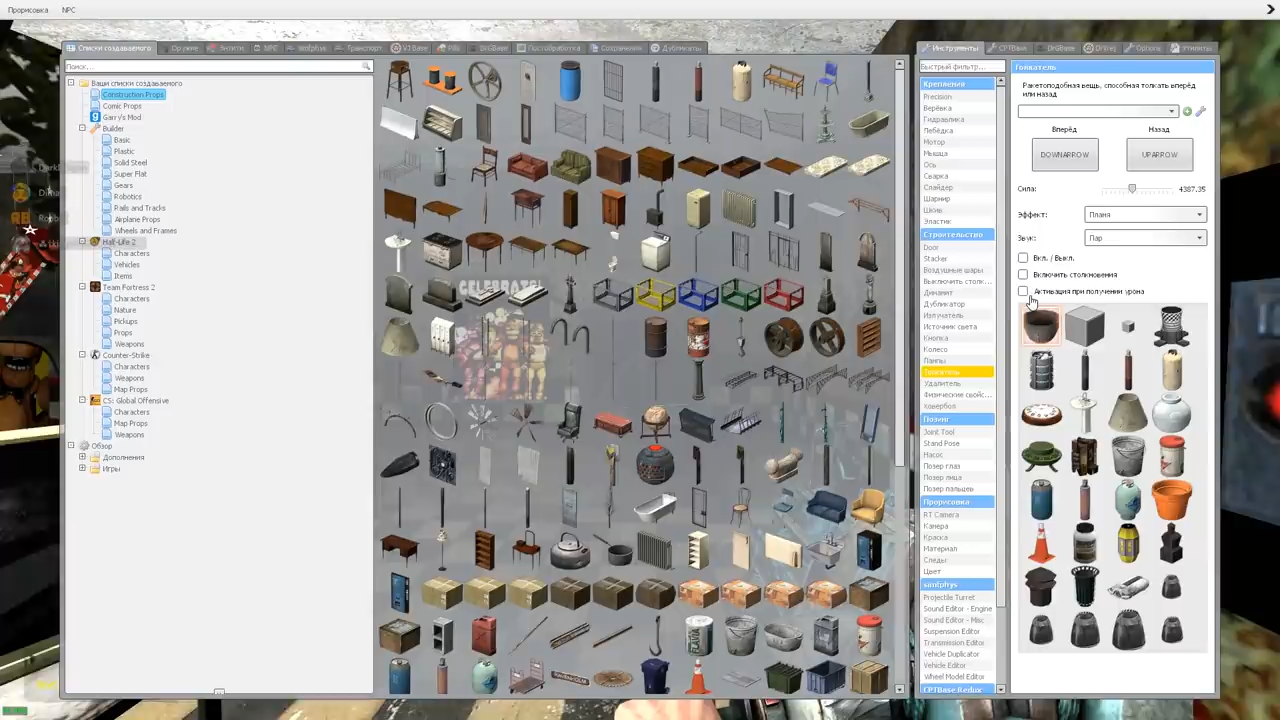 Прорисовка NPC
Списки создаваемого Оружие Энтити NPC simfphys Транспорт VJ Base Pills DrGBase Постобработка Сохранения Дубликаты
Поиск...
Ваши списки создаваемого
Construction Props
Comic Props
Garry's Mod
Builder
Basic
Plastic
Solid Steel
Super Flat
Gears
Robotics
Rails and Tracks
Airplane Props
Wheels and Frames
Half-Life 2
Characters
Vehicles
Items
Team Fortress 2
Characters
Nature
Pickups
Props
Weapons
Counter-Strike
Characters
Weapons
Map Props
CS: Global Offensive
Characters
Map Props
Weapons
Обзор
Дополнения
Игры
CELEBRATE!
Инструменты CPTBase DrGBase Options Утилиты
Быстрый фильтр...
Крепления
Precision
Верёвка
Гидравлика
Лебёдка
Мотор
Мышца
Ось
Сварка
Слайдер
Шарнир
Шкив
Эластик
Строительство
Door
Stacker
Воздушные шары
Выключить столк...
Динамит
Дубликатор
Излучатель
Источник света
Кнопка
Колесо
Лампы
Толкатель
Удалитель
Физические свойс...
Ховербол
Позинг
Joint Tool
Stand Pose
Насос
Позер глаз
Позер лица
Позер пальцев
Прорисовка
RT Camera
Камера
Краска
Материал
Следы
Цвет
simfphys
Projectile Turret
Sound Editor - Engine
Sound Editor - Misc
Suspension Editor
Transmission Editor
Vehicle Duplicator
Vehicle Editor
Wheel Model Editor
CPTBase Redux
Толкатель
Ракетоподобная вещь, способная толкать вперёд
или назад
Вперёд Назад
DOWNARROW UPARROW
Сила: 4387.35
Эффект: Пламя
Звук: Пар
Вкл. / Выкл.
Включить столкновения
Активация при получении урона